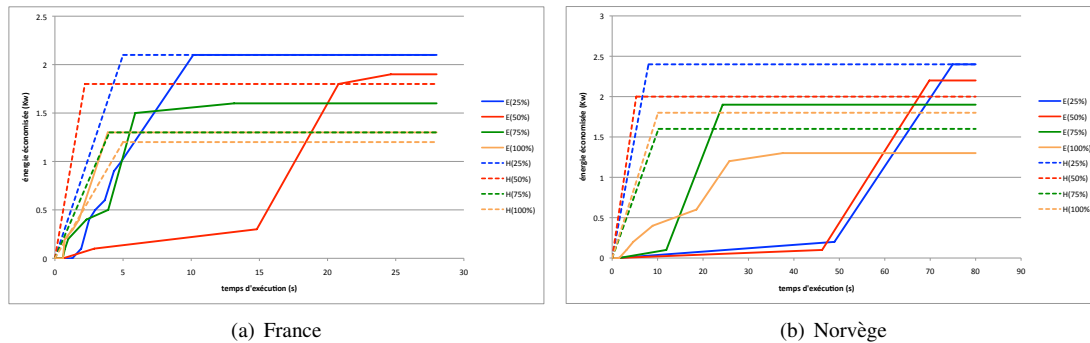 énergie économisée (Kw)
2.5
2
1.5
1
0.5
0
0
5
10
15
20
25
30
temps d'exécution (s)
E(25%)
E(50%)
E(75%)
E(100%)
H(25%)
H(50%)
H(75%)
H(100%)
(a) France
énergie économisée (Kw)
3
2.5
2
1.5
1
0.5
0
0
10
20
30
40
50
60
70
80
90
temps d'exécution (s)
E(25%)
E(50%)
E(75%)
E(100%)
H(25%)
H(50%)
H(75%)
H(100%)
(b) Norvège